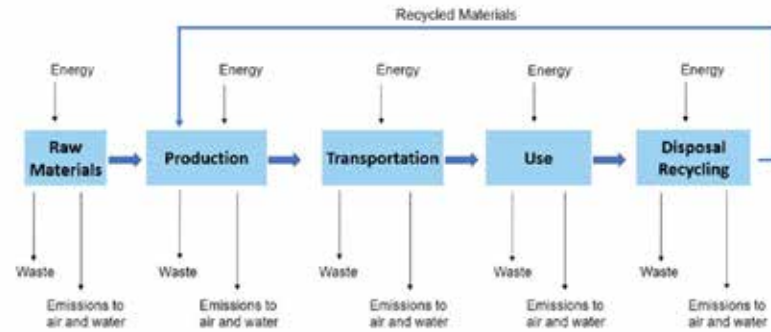 Recycled Materials
Energy
Energy
Energy
Energy
Energy
Raw
Materials
Production
Transportation
Use
Disposal
Recycling
Waste
Waste
Waste
Waste
Waste
Emissions to
air and water
Emissions to
air and water
Emissions to
air and water
Emissions to
air and water
Emissions to
air and water